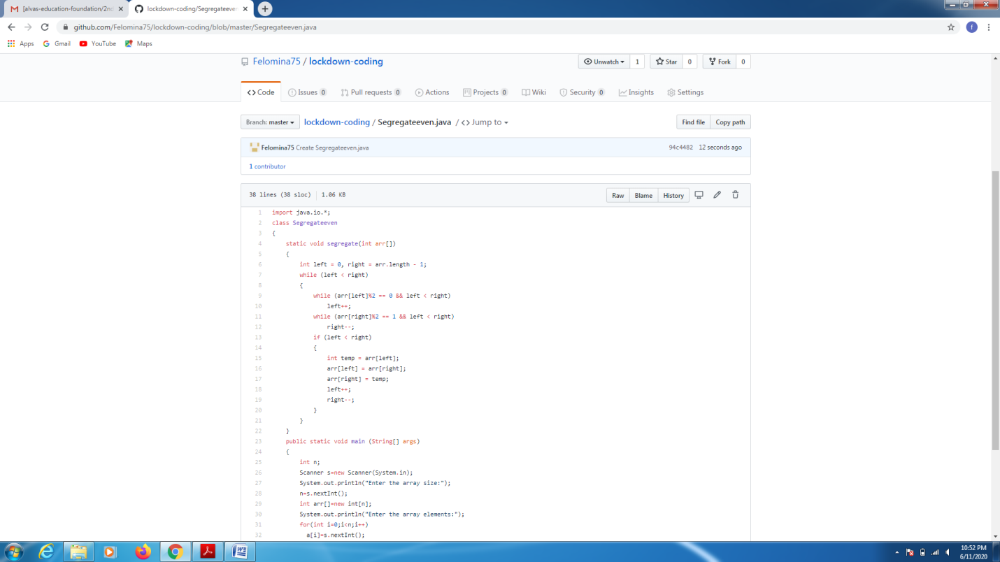 [alvas-education-foundation/2nd
lockdown-coding/Segregateeven
github.com/Felomina75/lockdown-coding/blob/master/Segregateeven.java
f
Apps Gmail YouTube Maps
Felomina75 / lockdown-coding
Unwatch 1 Star 0 Fork 0
Code Issues 0 Pull requests 0 Actions Projects 0 Wiki Security 0 Insights Settings
Branch: master lockdown-coding / Segregateeven.java / <> Jump to Find file Copy path
Felomina75 Create Segregateeven.java 94c4482 12 seconds ago
1 contributor
38 lines (38 sloc) 1.06 KB Raw Blame History
1 import java.io.*;
2 class Segregateeven
3 {
4 static void segregate(int arr[])
5 {
6 int left = 0, right = arr.length - 1;
7 while (left < right)
8 {
9 while (arr[left]%2 == 0 && left < right)
10 left++;
11 while (arr[right]%2 == 1 && left < right)
12 right--;
13 if (left < right)
14 {
15 int temp = arr[left];
16 arr[left] = arr[right];
17 arr[right] = temp;
18 left++;
19 right--;
20 }
21 }
22 }
23 public static void main (String[] args)
24 {
25 int n;
26 Scanner s=new Scanner(System.in);
27 System.out.println("Enter the array size:");
28 n=s.nextInt();
29 int arr[]=new int[n];
30 System.out.println("Enter the array elements:");
31 for(int i=0;i<n;i++)
32 a[i]=s.nextInt();
10:52 PM
6/11/2020